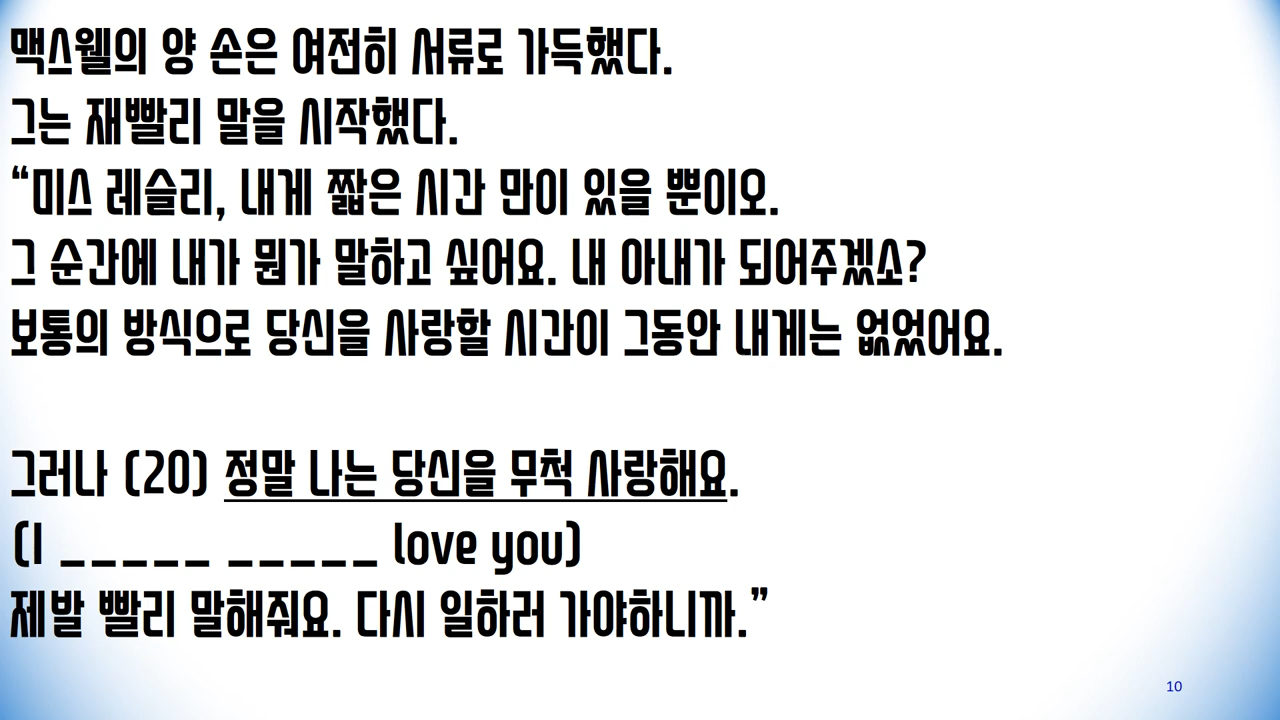 맥스웰의 양 손은 여전히 서류로 가득했다.
그는 재빨리 말을 시작했다.
“미스 레슬리, 내게 짧은 시간 만이 있을 뿐이오.
그 순간에 내가 뭔가 말하고 싶어요. 내 아내가 되어주겠소?
보통의 방식으로 당신을 사랑할 시간이 그동안 내게는 없었어요.
그러나 (20) 정말 나는 당신을 무척 사랑해요.
(I _ _ _ _ _ _ _ _ _ _ love you)
제발 빨리 말해줘요. 다시 일하러 가야하니까.”
10